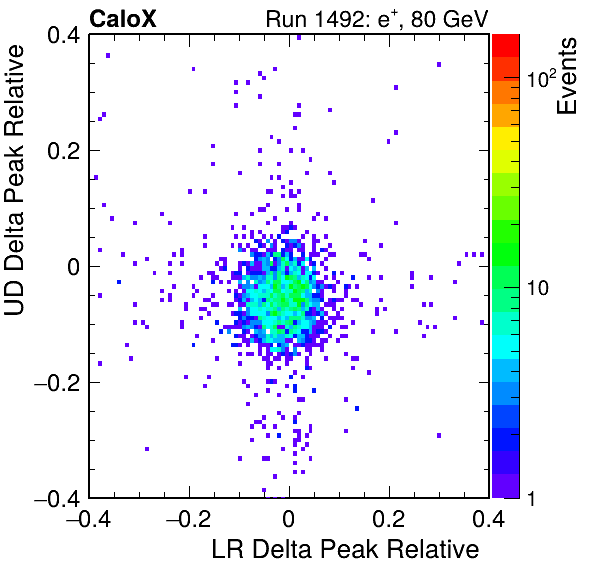 CaloX
Run 1492: e⁺, 80 GeV
UD Delta Peak Relative
0.4
0.2
0
−0.2
−0.4
−0.4
−0.2
0
0.2
0.4
LR Delta Peak Relative
10²
10
1
Events